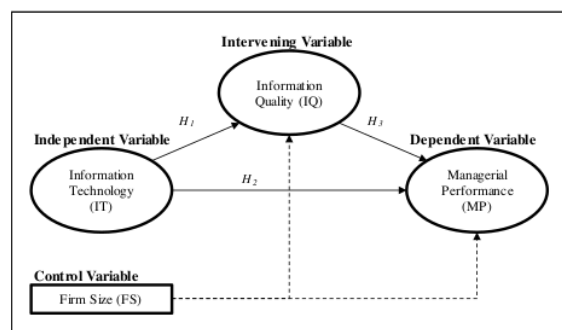 Intervening Variable
Information
Quality (IQ)
H1
H3
Independent Variable
Dependent Variable
Information
Technology
(IT)
H2
Managerial
Performance
(MP)
Control Variable
Firm Size (FS)